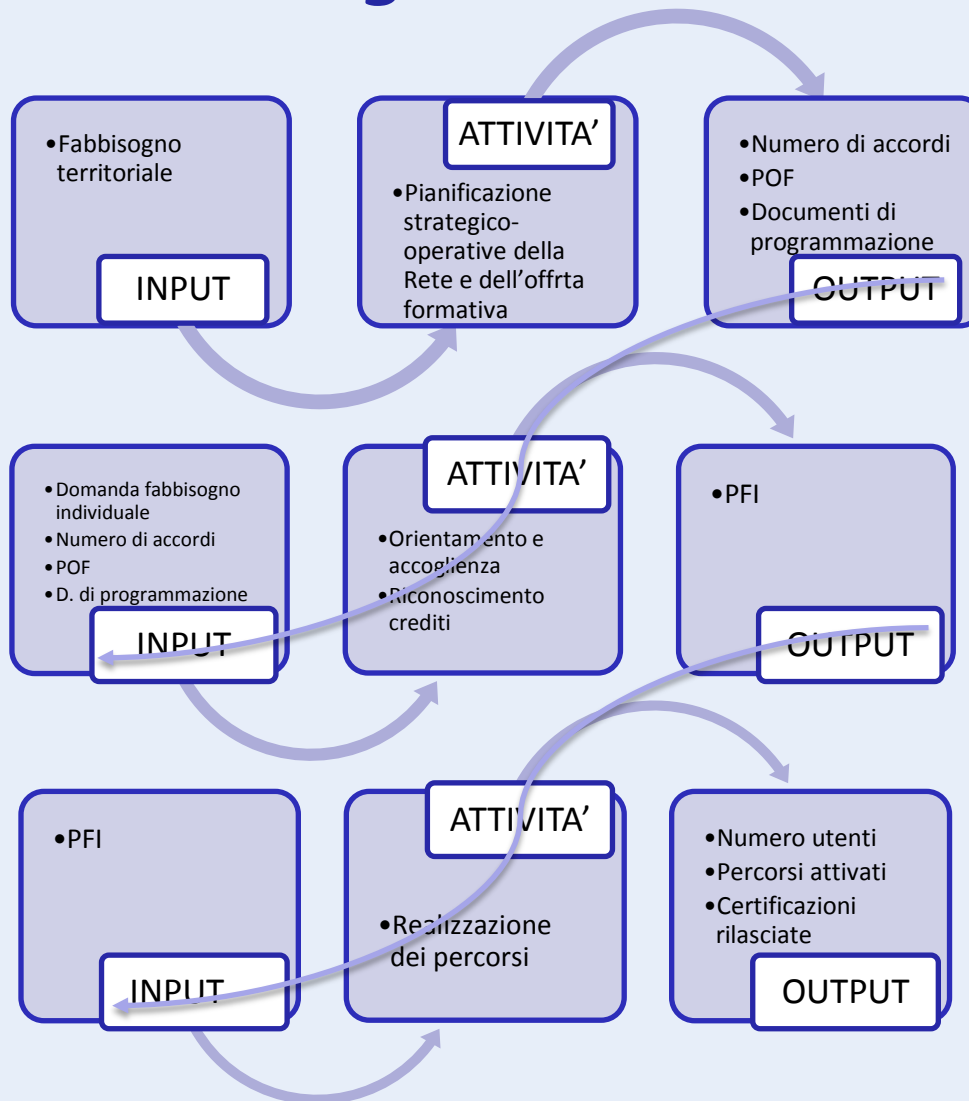 •Fabbisogno
territoriale
INPUT
ATTIVITA’
•Pianificazione
strategico-
operative della
Rete e dell’offrta
formativa
•Numero di accordi
•POF
•Documenti di
programmazione
OUTPUT
•Domanda fabbisogno
individuale
•Numero di accordi
•POF
•D. di programmazione
INPUT
ATTIVITA’
•Orientamento e
accoglienza
•Riconoscimento
crediti
•PFI
OUTPUT
•PFI
INPUT
ATTIVITA’
•Realizzazione
dei percorsi
•Numero utenti
•Percorsi attivati
•Certificazioni
rilasciate
OUTPUT